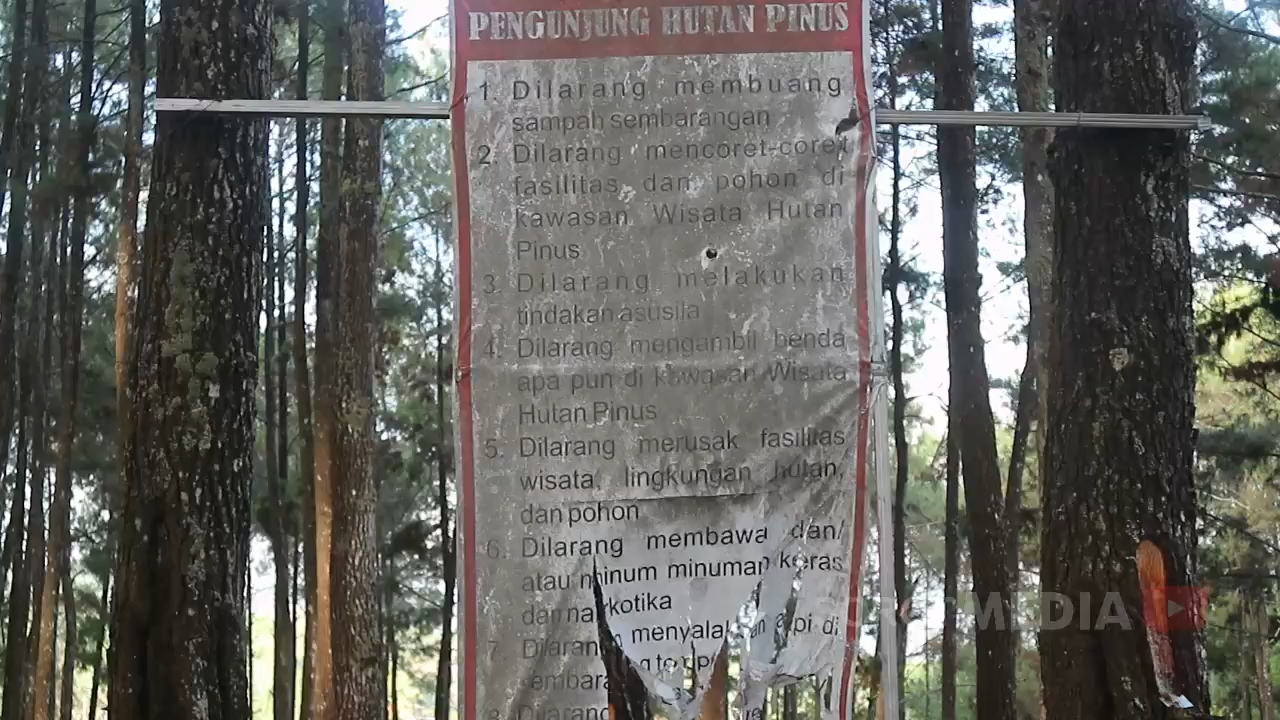 PENGUNJUNG HUTAN PINUS
1. Dilarang membuang
sampah sembarangan
2. Dilarang mencoret-coret
fasilitas dan pohon di
kawasan Wisata Hutan
Pinus
3. Dilarang melakukan
tindakan asusila
4. Dilarang mengambil benda
apa pun di kawasan Wisata
Hutan Pinus
5. Dilarang merusak fasilitas
wisata, lingkungan hutan,
dan pohon
6. Dilarang membawa dan/
atau minum minuman keras
dan narkotika
7. Dilarang menyalakan api di
8. Dilarang
MEDIA